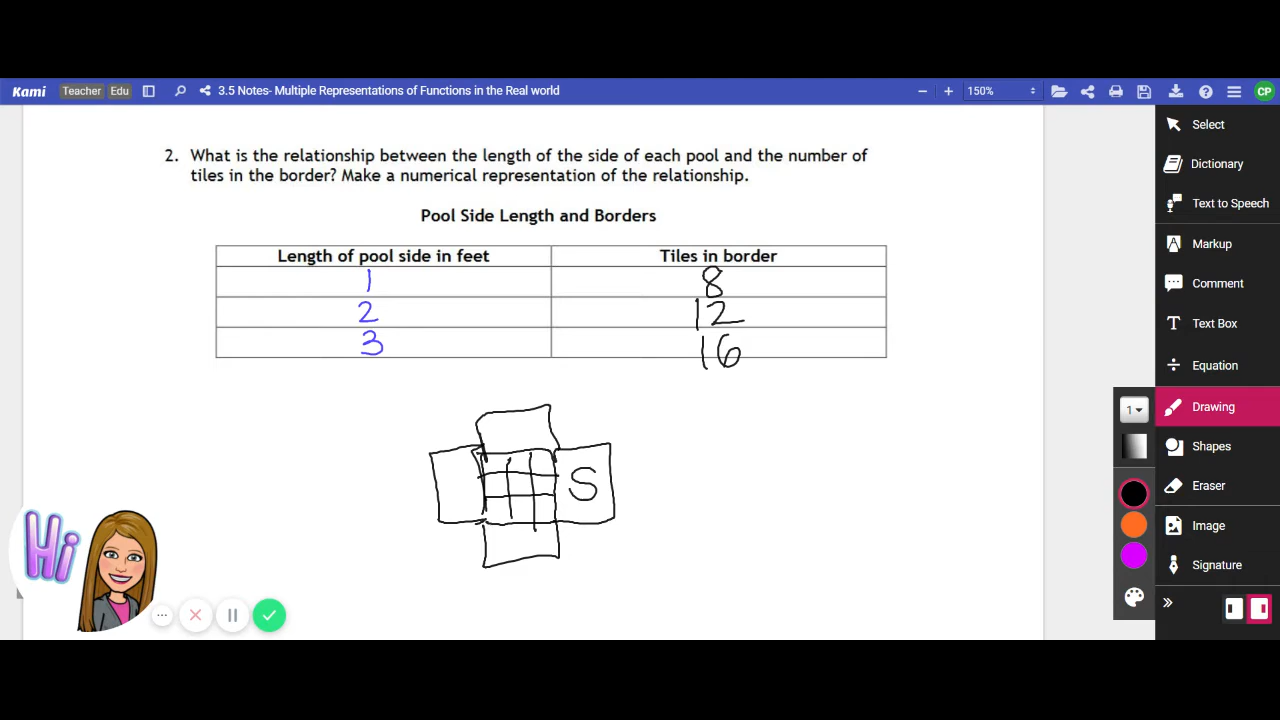 Kami Teacher Edu 3.5 Notes- Multiple Representations of Functions in the Real world 150% CP
2. What is the relationship between the length of the side of each pool and the number of
tiles in the border? Make a numerical representation of the relationship.
Pool Side Length and Borders
Length of pool side in feet Tiles in border
1 8
2 12
3 16
S
Hi
Select
Dictionary
Text to Speech
Markup
Comment
Text Box
Equation
1 Drawing
Shapes
Eraser
Image
Signature